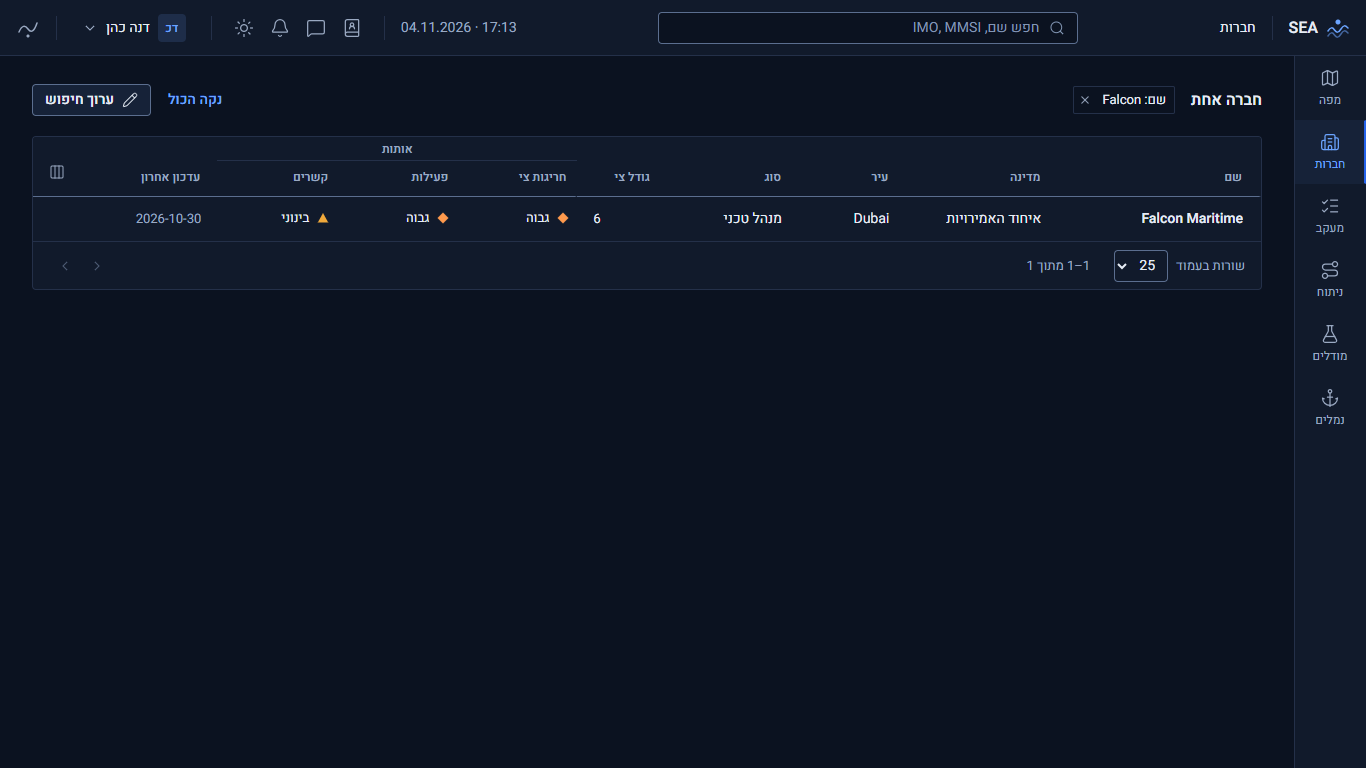 SEA
חברות
חפש שם, IMO, MMSI
04.11.2026 · 17:13
דכ
דנה כהן
מפה
חברות
מעקב
ניתוח
מודלים
נמלים
חברה אחת
שם: Falcon
נקה הכול
ערוך חיפוש
אותות
שם מדינה עיר סוג גודל צי חריגות צי פעילות קשרים עדכון אחרון
Falcon Maritime איחוד האמירויות Dubai מנהל טכני 6 גבוה גבוה בינוני 2026-10-30
שורות בעמוד 25 1–1 מתוך 1